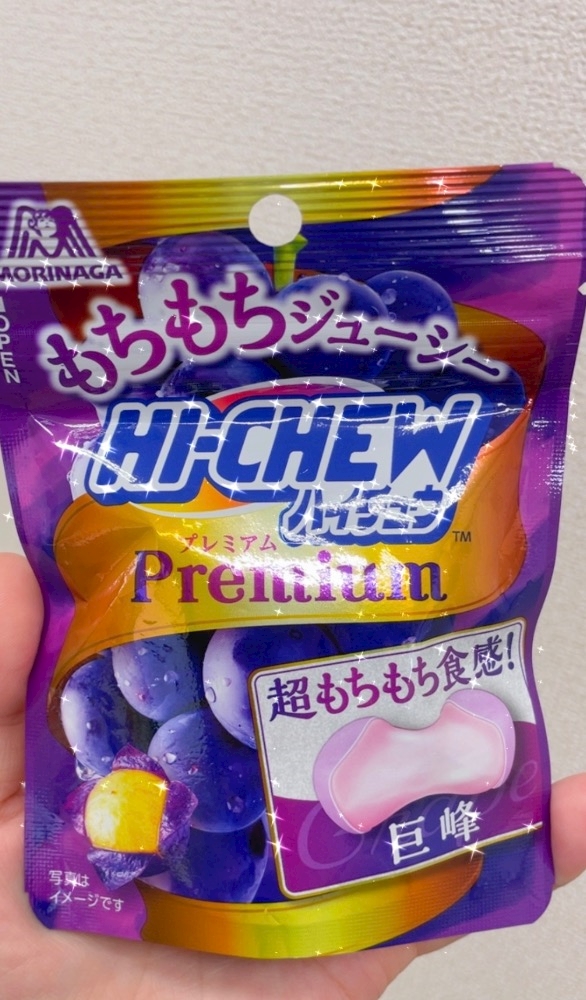 MORINAGA
OPEN
もちもちジューシー
HI-CHEW
ハイチュウ
TM
プレミアム
Premium
超もちもち食感!
Grape
巨峰
写真は
イメージです